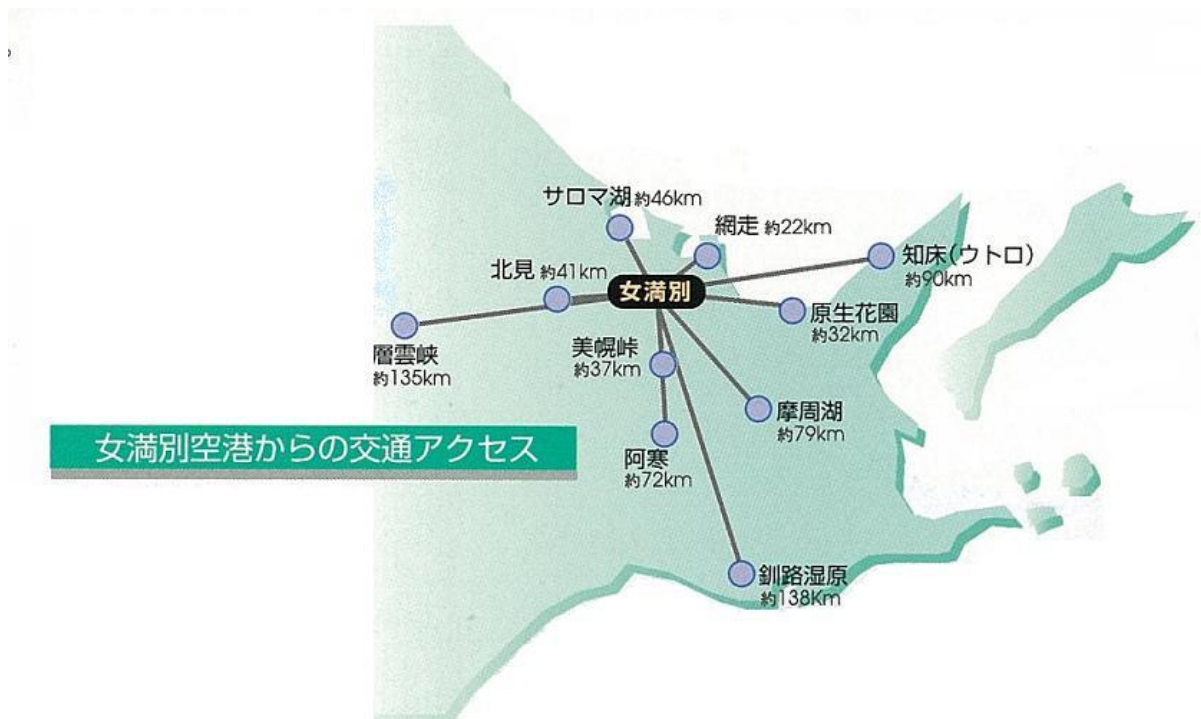 サロマ湖 約46km
網走 約22km
知床(ウトロ)
約90km
北見 約41km
女満別
原生花園
約32km
層雲峡
約135km
美幌峠
約37km
摩周湖
約79km
女満別空港からの交通アクセス
阿寒
約72km
釧路湿原
約138Km